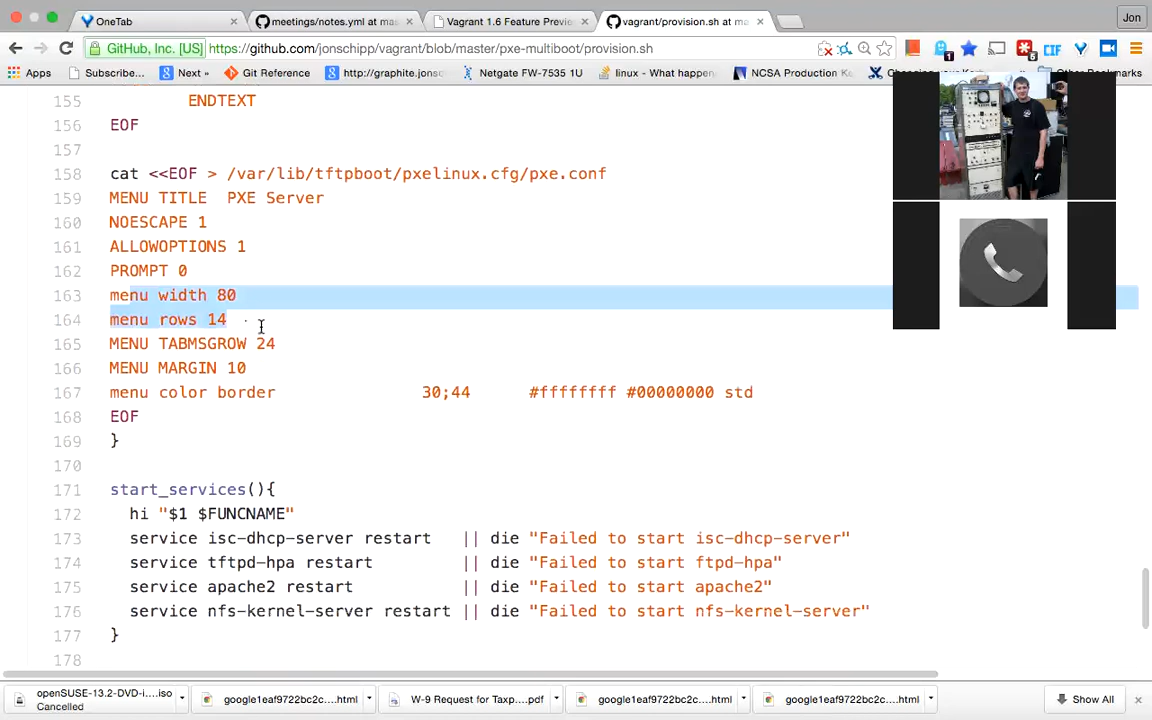 OneTab
meetings/notes.yml at mas
Vagrant 1.6 Feature Previe
vagrant/provision.sh at ma
Jon
GitHub, Inc. [US]
https://github.com/jonschipp/vagrant/blob/master/pxe-multiboot/provision.sh
1
5
CIF
Apps
Subscribe...
Next »
Git Reference
http://graphite.jons
Netgate FW-7535 1U
linux - What happen
NCSA Production Ke
Other Bookmarks
155 ENDTEXT
156 EOF
157
158 cat <<EOF > /var/lib/tftpboot/pxelinux.cfg/pxe.conf
159 MENU TITLE  PXE Server
160 NOESCAPE 1
161 ALLOWOPTIONS 1
162 PROMPT 0
163 menu width 80
164 menu rows 14
165 MENU TABMSGROW 24
166 MENU MARGIN 10
167 menu color border 30;44 #ffffffff #00000000 std
168 EOF
169 }
170
171 start_services(){
172 hi "$1 $FUNCNAME"
173 service isc-dhcp-server restart || die "Failed to start isc-dhcp-server"
174 service tftpd-hpa restart || die "Failed to start ftpd-hpa"
175 service apache2 restart || die "Failed to start apache2"
176 service nfs-kernel-server restart || die "Failed to start nfs-kernel-server"
177 }
178
openSUSE-13.2-DVD-i....iso
Cancelled
google1eaf9722bc2c....html
W-9 Request for Taxp....pdf
google1eaf9722bc2c....html
google1eaf9722bc2c....html
Show All